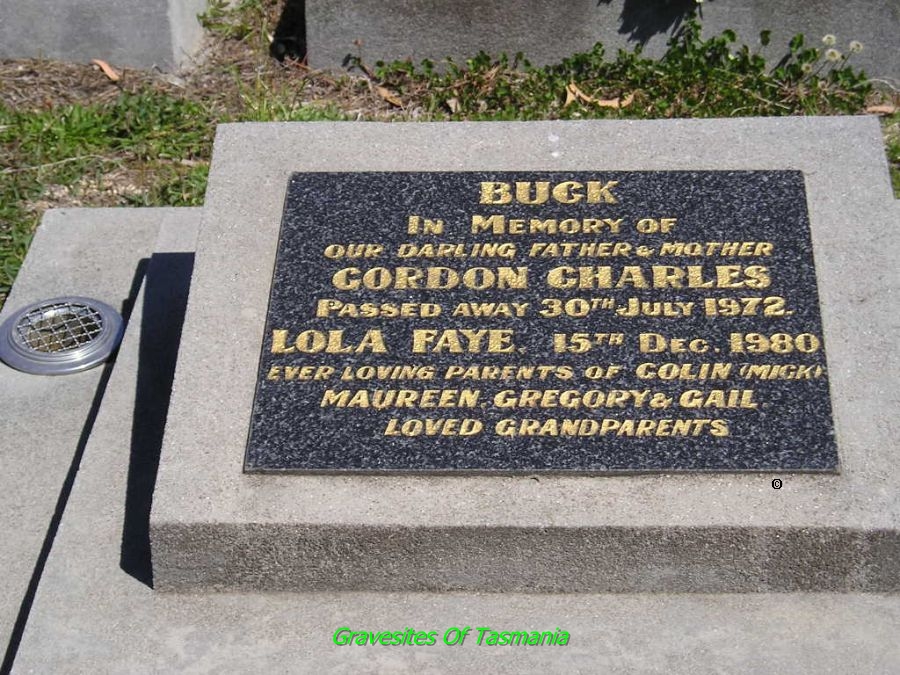 BUCK
IN MEMORY OF
OUR DARLING FATHER & MOTHER
GORDON CHARLES
PASSED AWAY 30TH JULY 1972.
LOLA FAYE. 15TH DEC. 1980
EVER LOVING PARENTS OF COLIN (MICK)
MAUREEN, GREGORY & GAIL.
LOVED GRANDPARENTS
©
Gravesites Of Tasmania